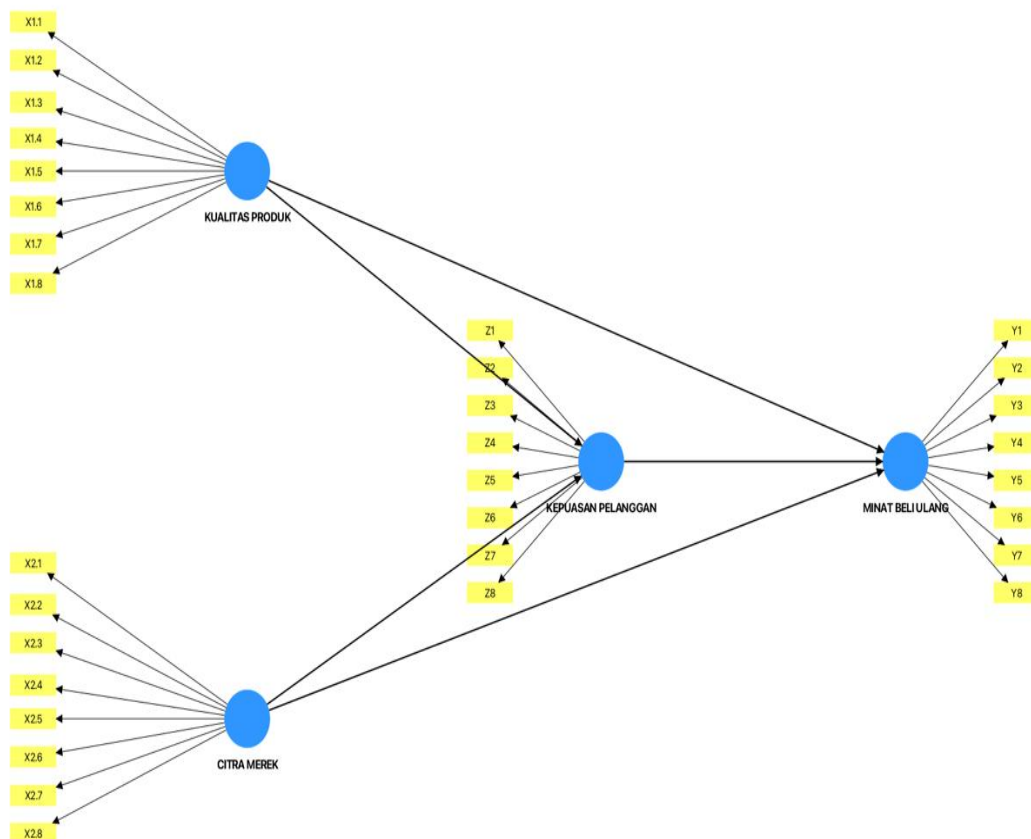 X1.1
X1.2
X1.3
X1.4
X1.5
X1.6
X1.7
X1.8
KUALITAS PRODUK
Z1
Z2
Z3
Z4
Z5
Z6
Z7
Z8
KEPUASAN PELANGGAN
Y1
Y2
Y3
Y4
Y5
Y6
Y7
Y8
MINAT BELI ULANG
X2.1
X2.2
X2.3
X2.4
X2.5
X2.6
X2.7
X2.8
CITRA MEREK